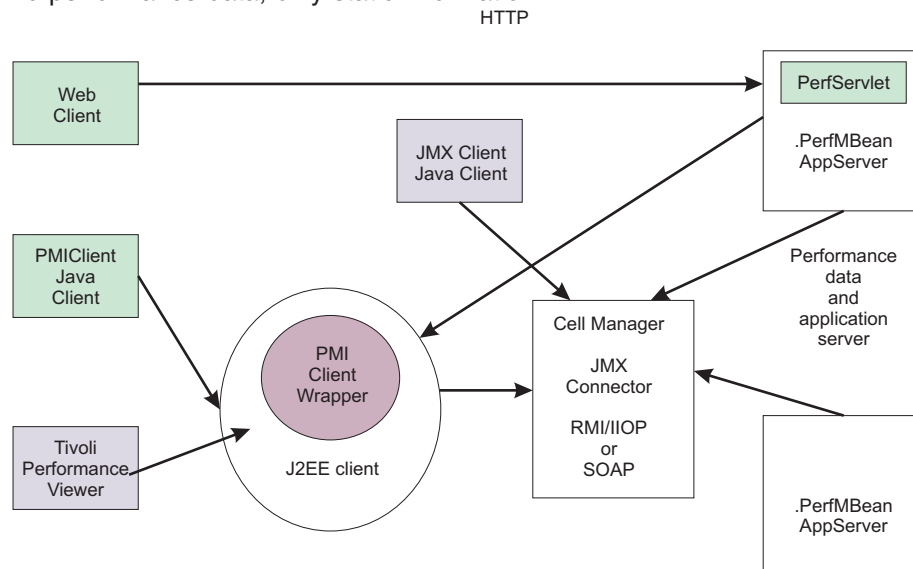 HTTP
Web
Client
PerfServlet
.PerfMBean
AppServer
JMX Client
Java Client
PMIClient
Java
Client
Performance
data
and
application
server
Cell Manager
JMX
Connector
RMI/IIOP
or
SOAP
PMI
Client
Wrapper
J2EE client
Tivoli
Performance
Viewer
.PerfMBean
AppServer